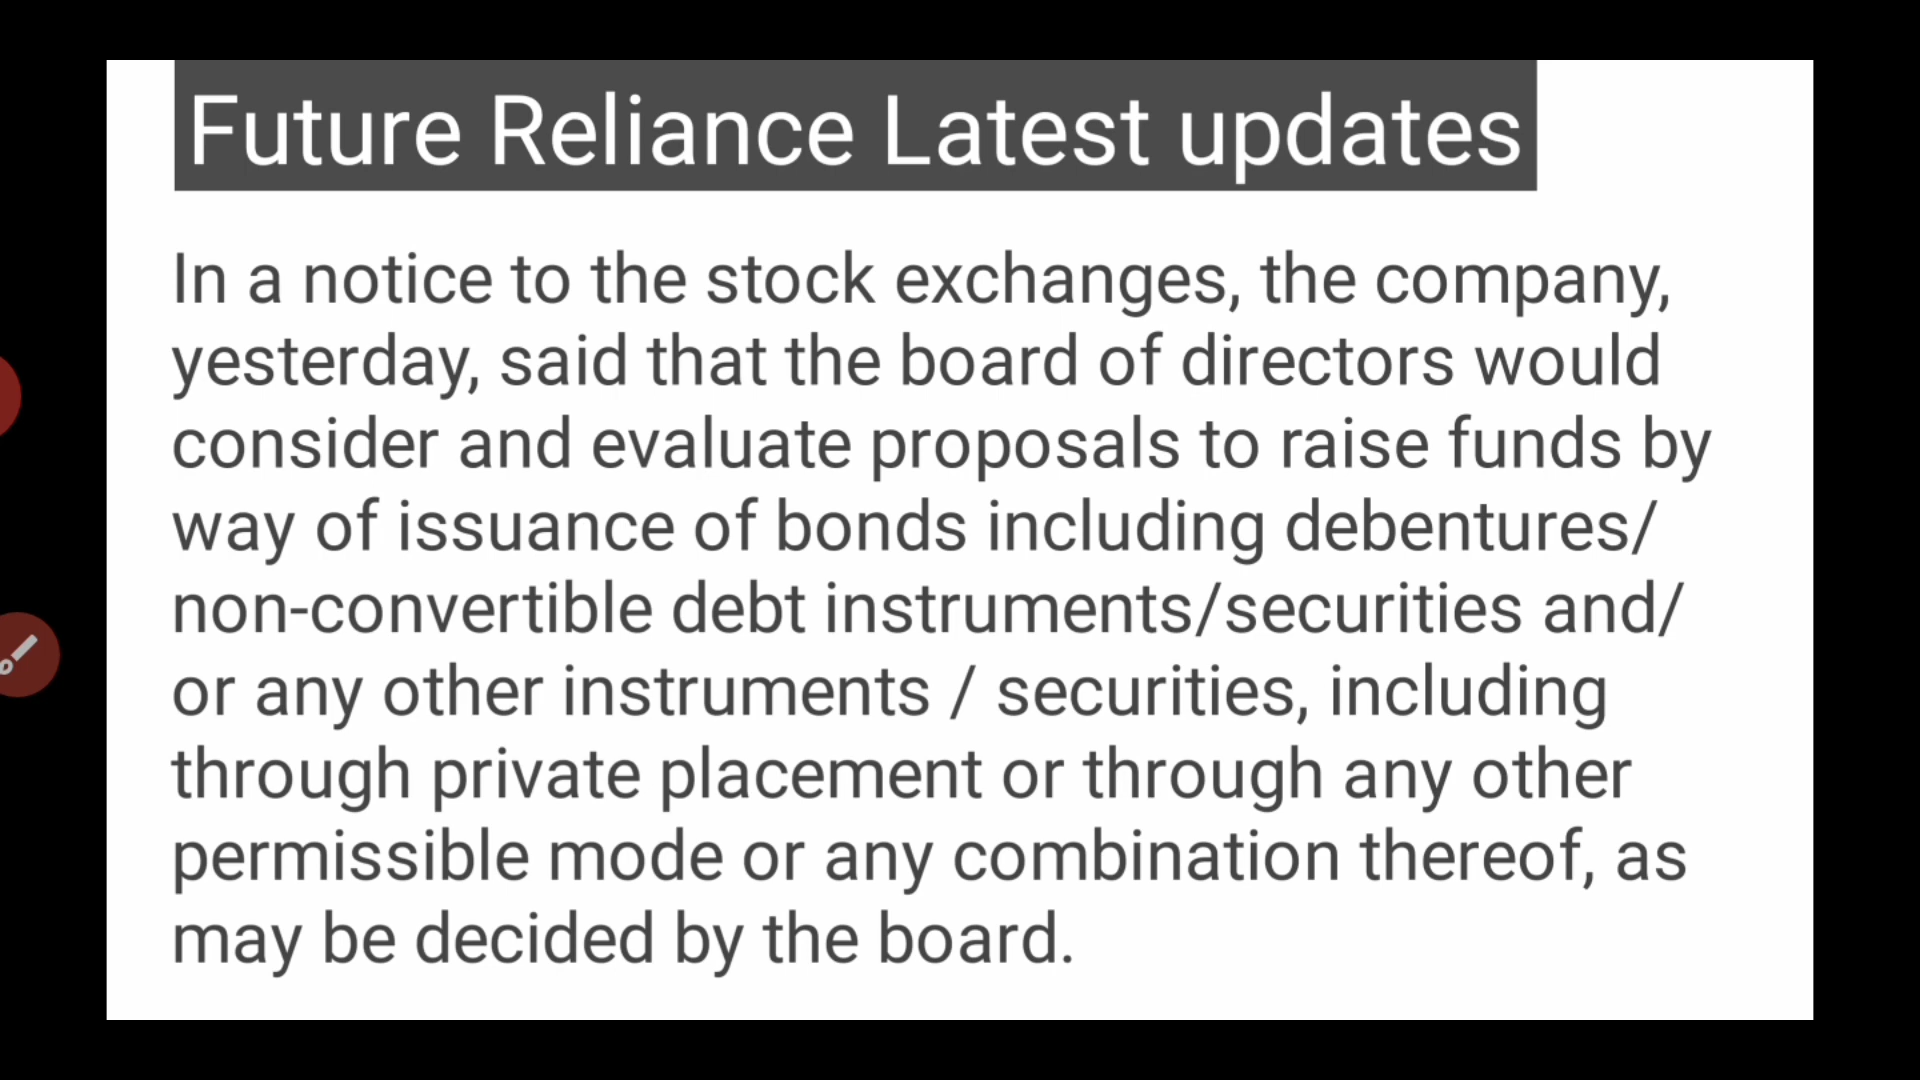 Future Reliance Latest updates
In a notice to the stock exchanges, the company,
yesterday, said that the board of directors would
consider and evaluate proposals to raise funds by
way of issuance of bonds including debentures/
non-convertible debt instruments/securities and/
or any other instruments / securities, including
through private placement or through any other
permissible mode or any combination thereof, as
may be decided by the board.